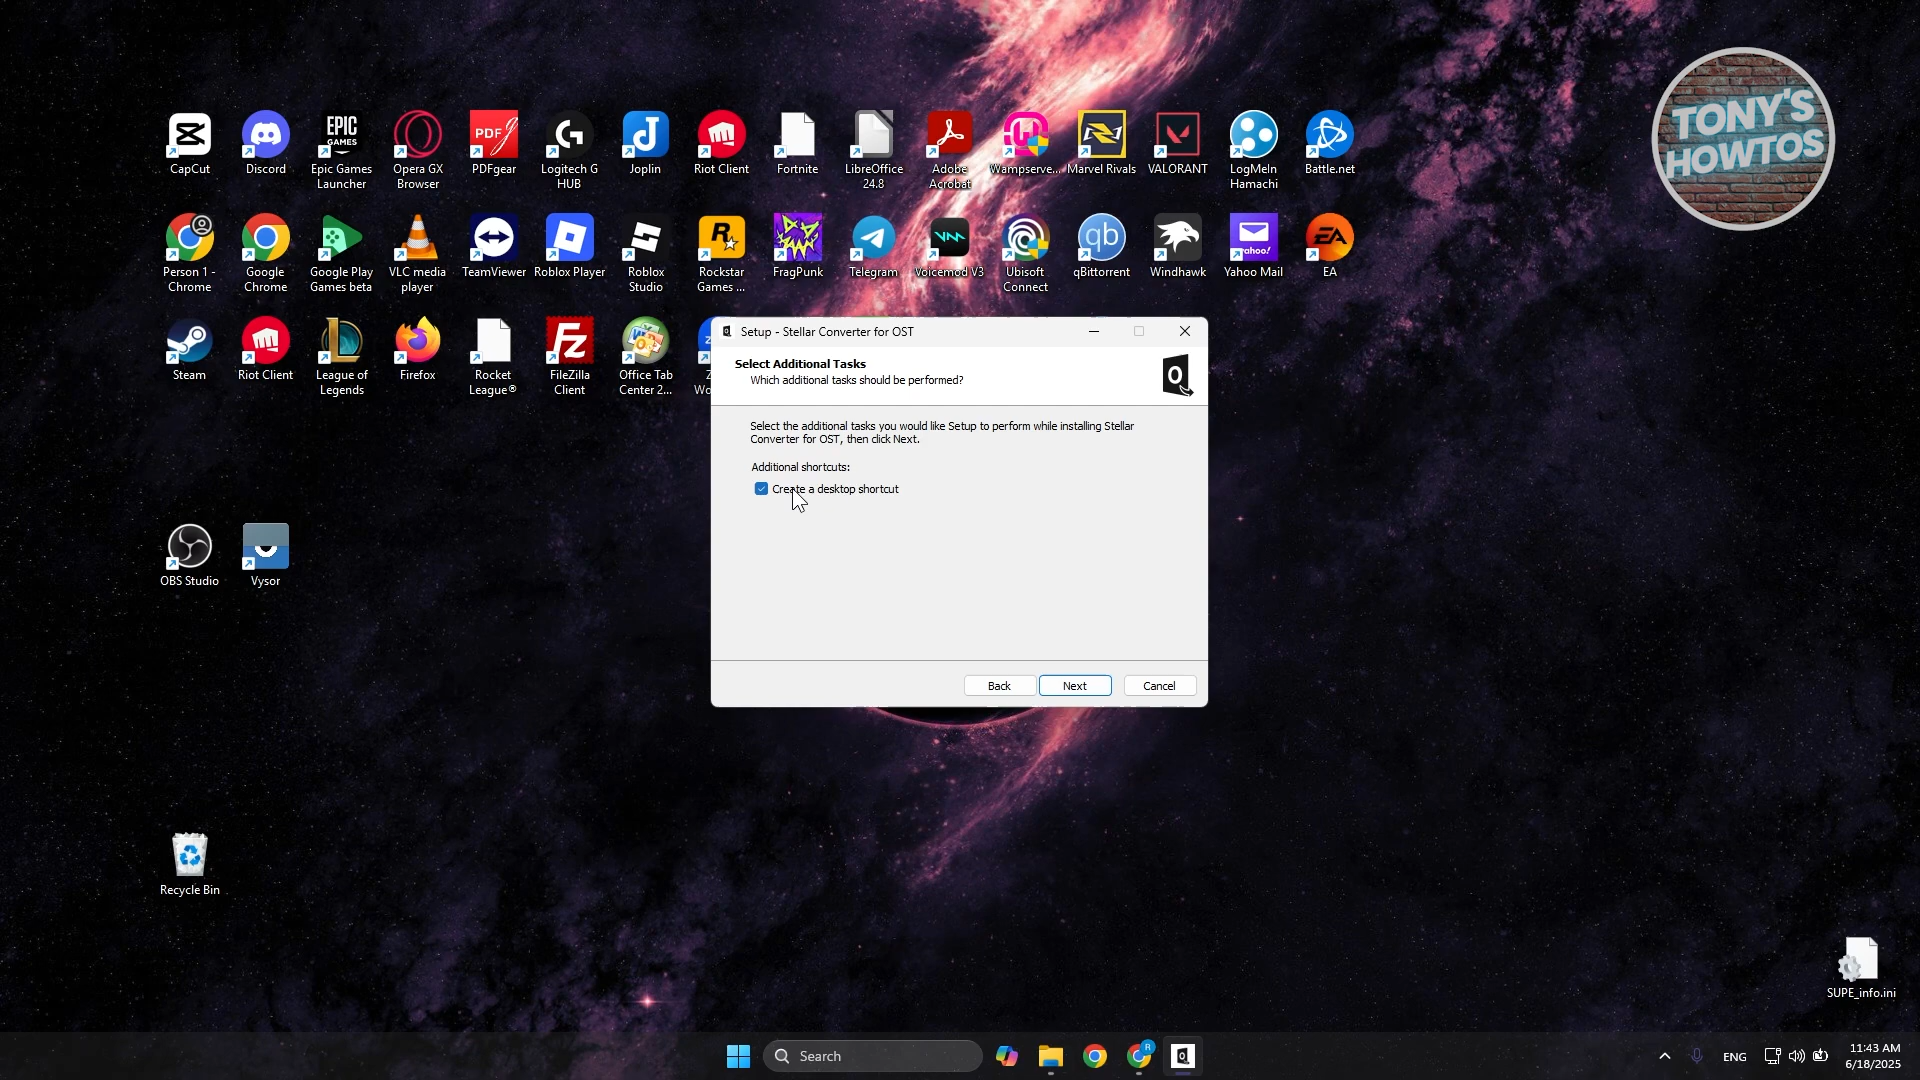 TONY'S
HOWTOS
CapCut
Discord
Epic Games
Launcher
Opera GX
Browser
PDFgear
Logitech G
HUB
Joplin
Riot Client
Fortnite
LibreOffice
24.8
Adobe
Acrobat
Wampserve...
Marvel Rivals
VALORANT
LogMeIn
Hamachi
Battle.net
Person 1 -
Chrome
Google
Chrome
Google Play
Games beta
VLC media
player
TeamViewer
Roblox Player
Roblox
Studio
Rockstar
Games ...
FragPunk
Telegram
Voicemod V3
Ubisoft
Connect
qBittorrent
Windhawk
Yahoo Mail
EA
Steam
Riot Client
League of
Legends
Firefox
Rocket
League®
FileZilla
Client
Office Tab
Center 2...
Setup - Stellar Converter for OST
Select Additional Tasks
Which additional tasks should be performed?
Select the additional tasks you would like Setup to perform while installing Stellar
Converter for OST, then click Next.
Additional shortcuts:
Create a desktop shortcut
Back
Next
Cancel
OBS Studio
Vysor
Recycle Bin
SUPE_info.ini
Search
ENG
11:43 AM
6/18/2025